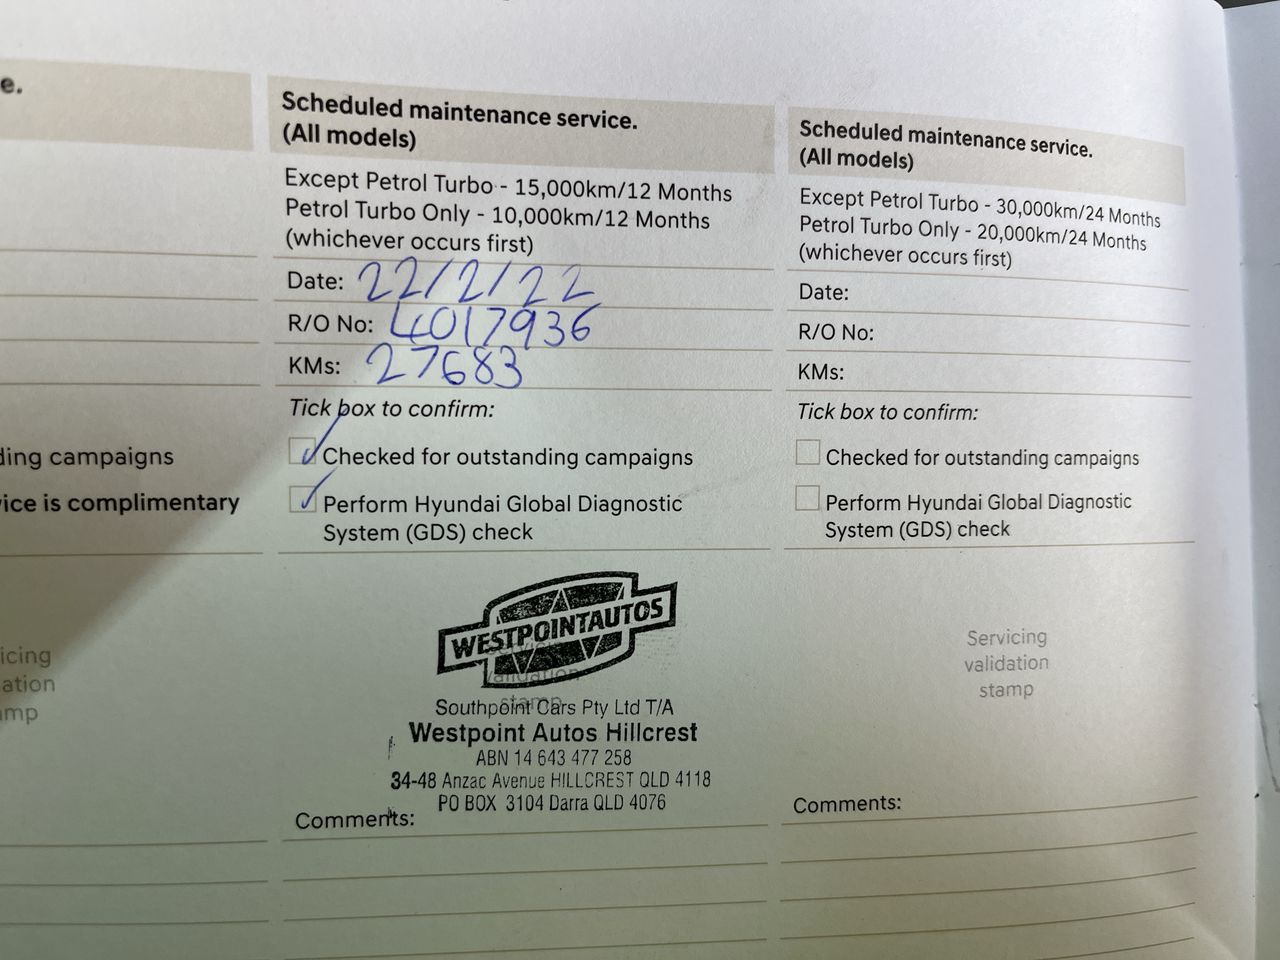 e.
ding campaigns
vice is complimentary
icing
ation
amp
Scheduled maintenance service.
(All models)
Except Petrol Turbo - 15,000km/12 Months
Petrol Turbo Only - 10,000km/12 Months
(whichever occurs first)
Date: 22/2/22
R/O No: 4017936
KMs: 27683
Tick box to confirm:
Checked for outstanding campaigns
Perform Hyundai Global Diagnostic
System (GDS) check
WESTPOINTAUTOS
Servicing
validation
stamp
Southpoint Cars Pty Ltd T/A
Westpoint Autos Hillcrest
ABN 14 643 477 258
34-48 Anzac Avenue HILLCREST QLD 4118
PO BOX 3104 Darra QLD 4076
Comments:
Scheduled maintenance service.
(All models)
Except Petrol Turbo - 30,000km/24 Months
Petrol Turbo Only - 20,000km/24 Months
(whichever occurs first)
Date:
R/O No:
KMs:
Tick box to confirm:
Checked for outstanding campaigns
Perform Hyundai Global Diagnostic
System (GDS) check
Servicing
validation
stamp
Comments: